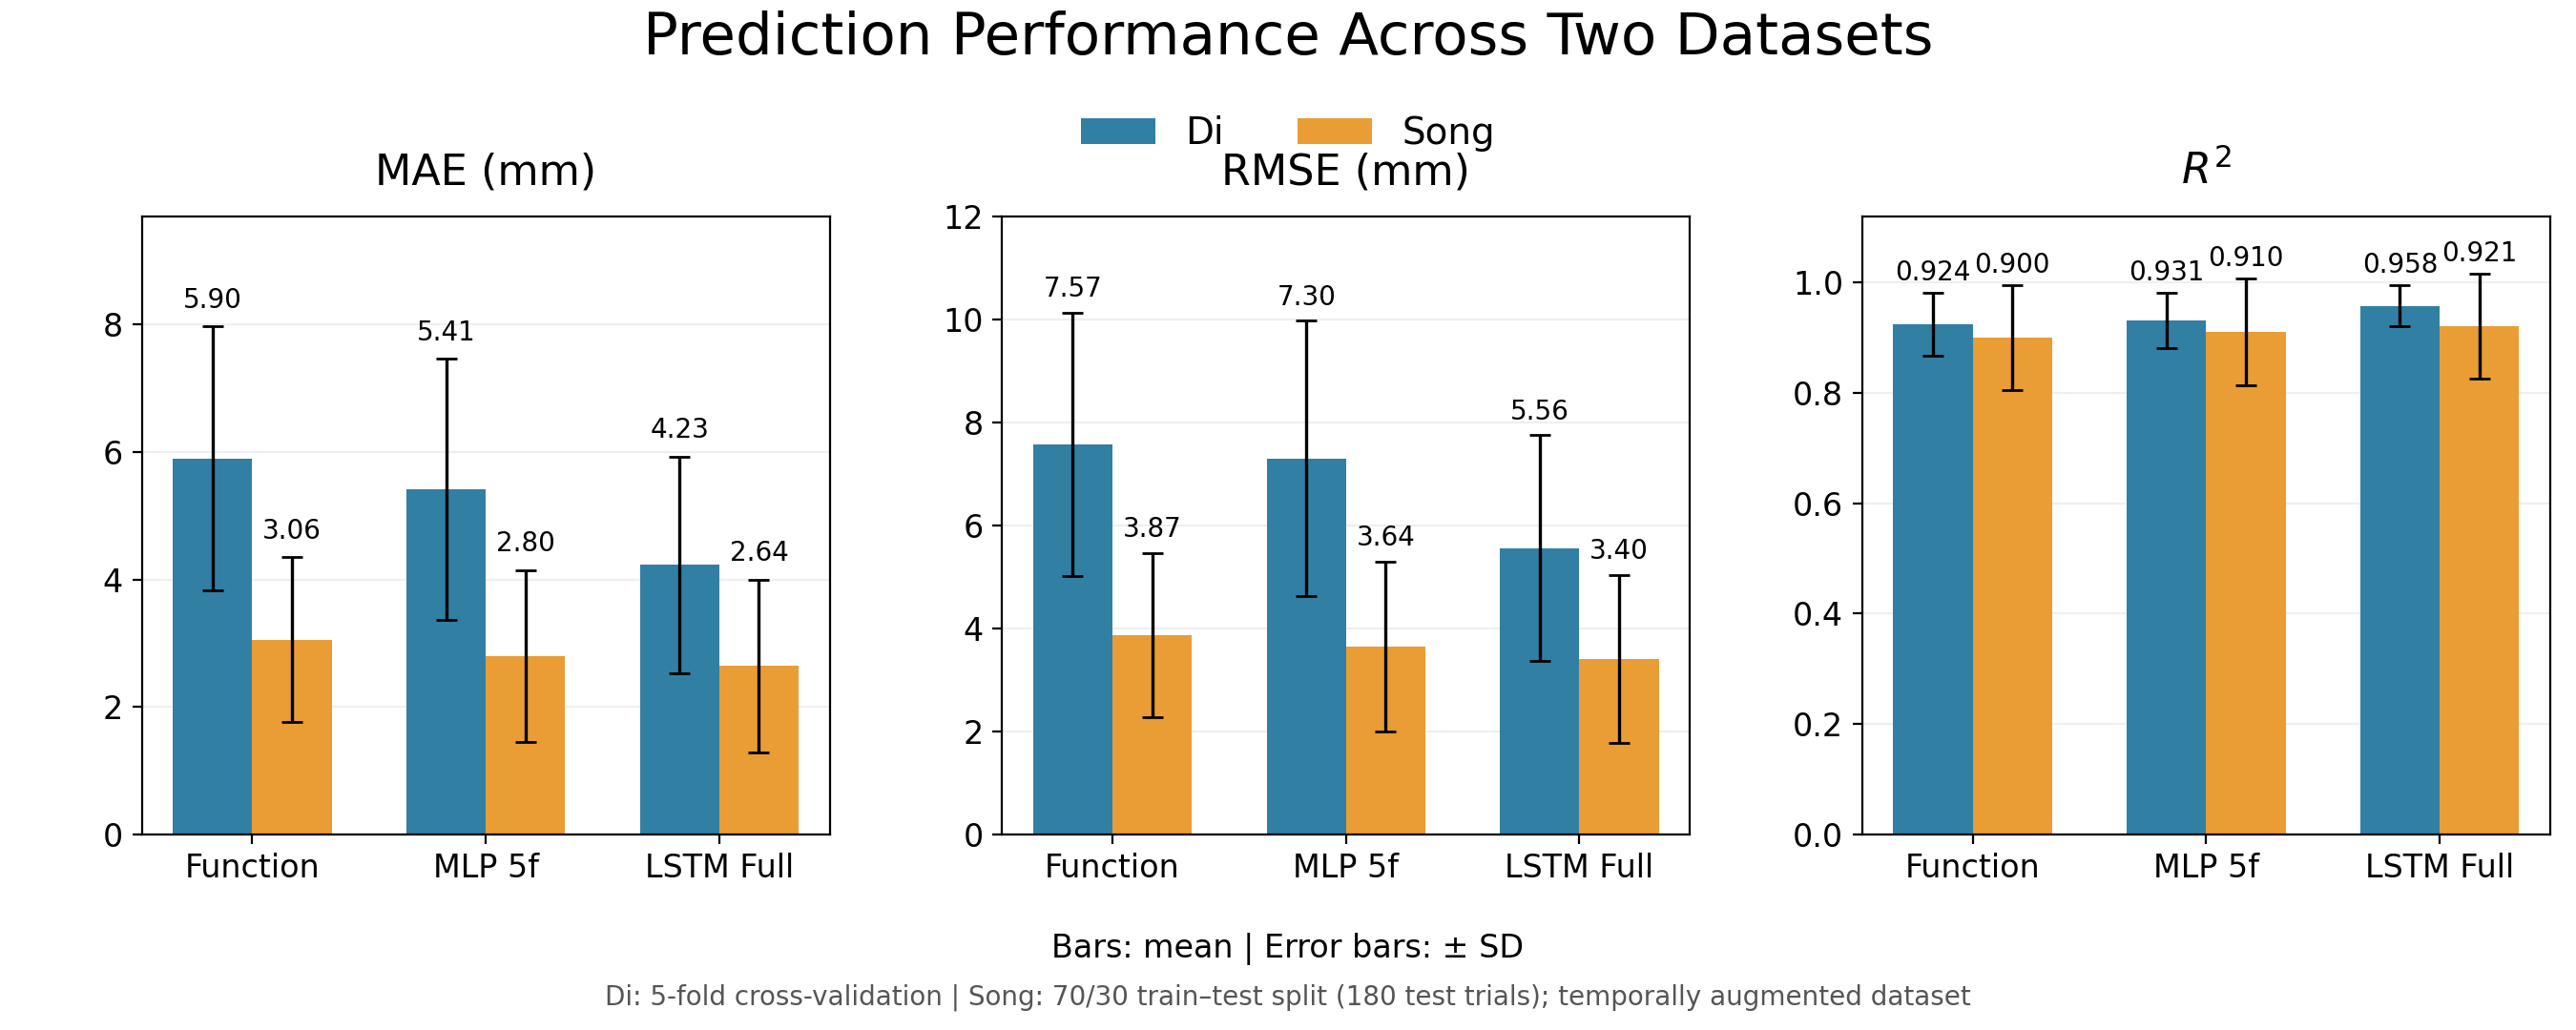 Prediction Performance Across Two Datasets
Di Song
MAE (mm)
RMSE (mm)
R²
5.90 3.06 5.41 2.80 4.23 2.64
0 2 4 6 8
Function MLP 5f LSTM Full
7.57 3.87 7.30 3.64 5.56 3.40
0 2 4 6 8 10 12
Function MLP 5f LSTM Full
0.924 0.900 0.931 0.910 0.958 0.921
0.0 0.2 0.4 0.6 0.8 1.0
Function MLP 5f LSTM Full
Bars: mean | Error bars: ± SD
Di: 5-fold cross-validation | Song: 70/30 train–test split (180 test trials); temporally augmented dataset